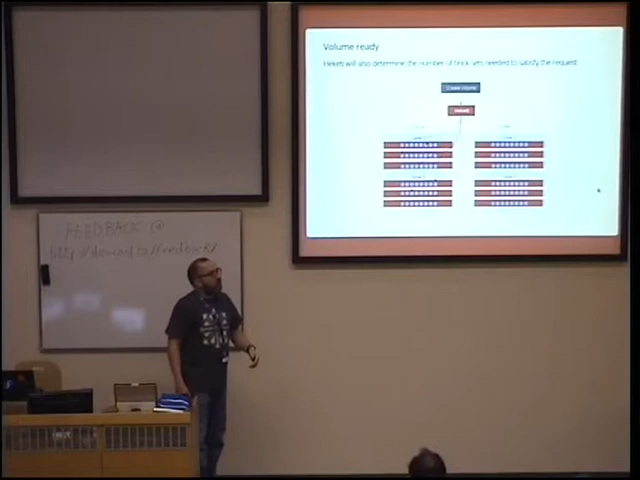 Volume ready
Heketi will also determine the number of brick sets needed to satisfy the request
Create volume
Heketi
FEEDBACK @
http://devconf.cz/feedback/